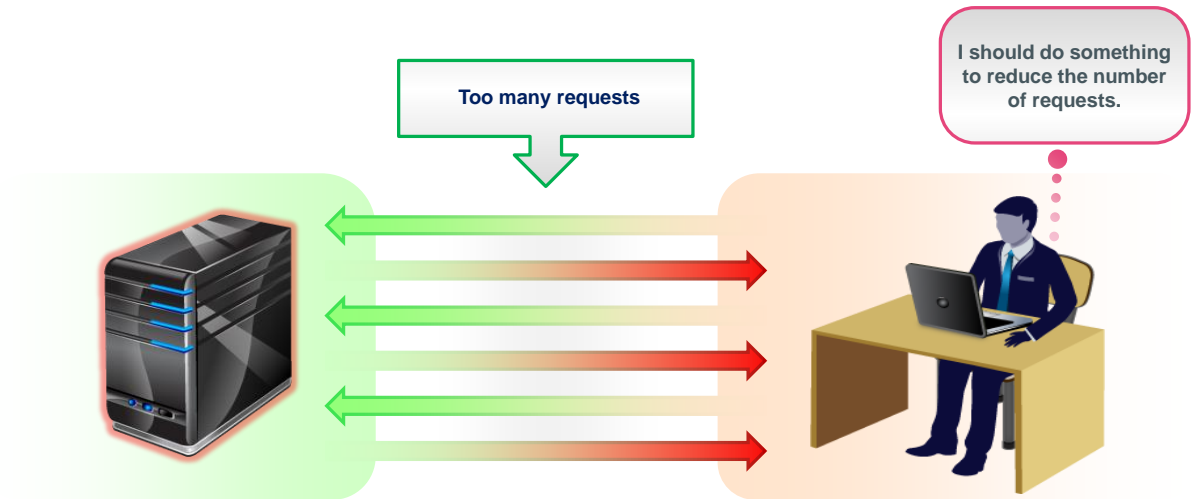 I should do something
to reduce the number
of requests.
Too many requests